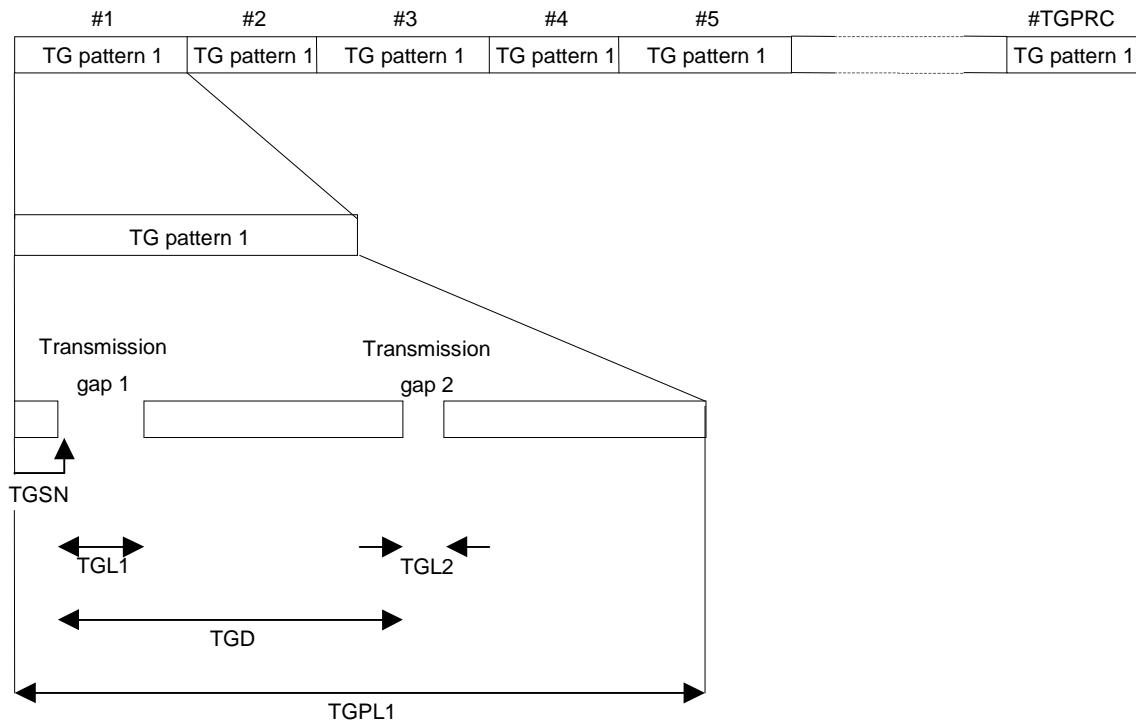 #1 #2 #3 #4 #5 #TGPRC
TG pattern 1 TG pattern 1 TG pattern 1 TG pattern 1 TG pattern 1 TG pattern 1
TG pattern 1
Transmission
gap 1
Transmission
gap 2
TGSN
TGL1
TGL2
TGD
TGPL1